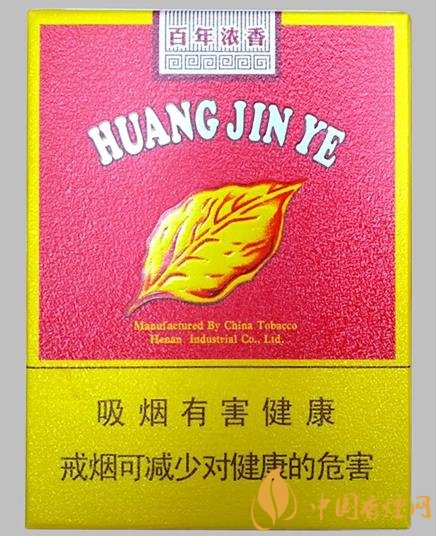 百年浓香
HUANG JIN YE
Manufactured By China Tobacco
Henan Industrial Co., Ltd.
吸烟有害健康
戒烟可减少对健康的危害
中国香烟网